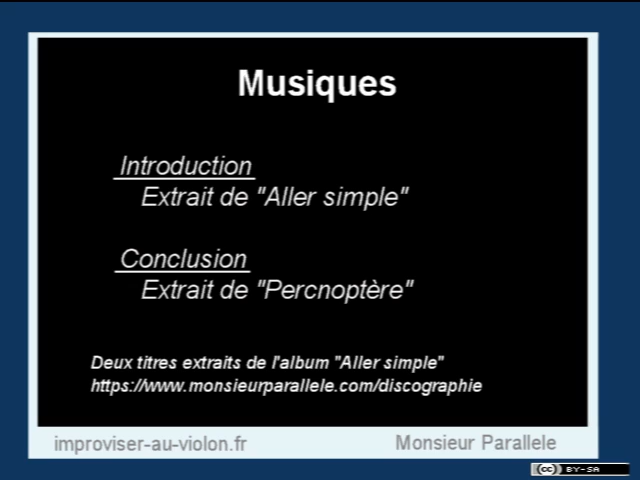 Musiques
Introduction
Extrait de "Aller simple"
Conclusion
Extrait de "Percnoptère"
Deux titres extraits de l'album "Aller simple"
https://www.monsieurparallele.com/discographie
improviser-au-violon.fr
Monsieur Parallele
cc BY-SA